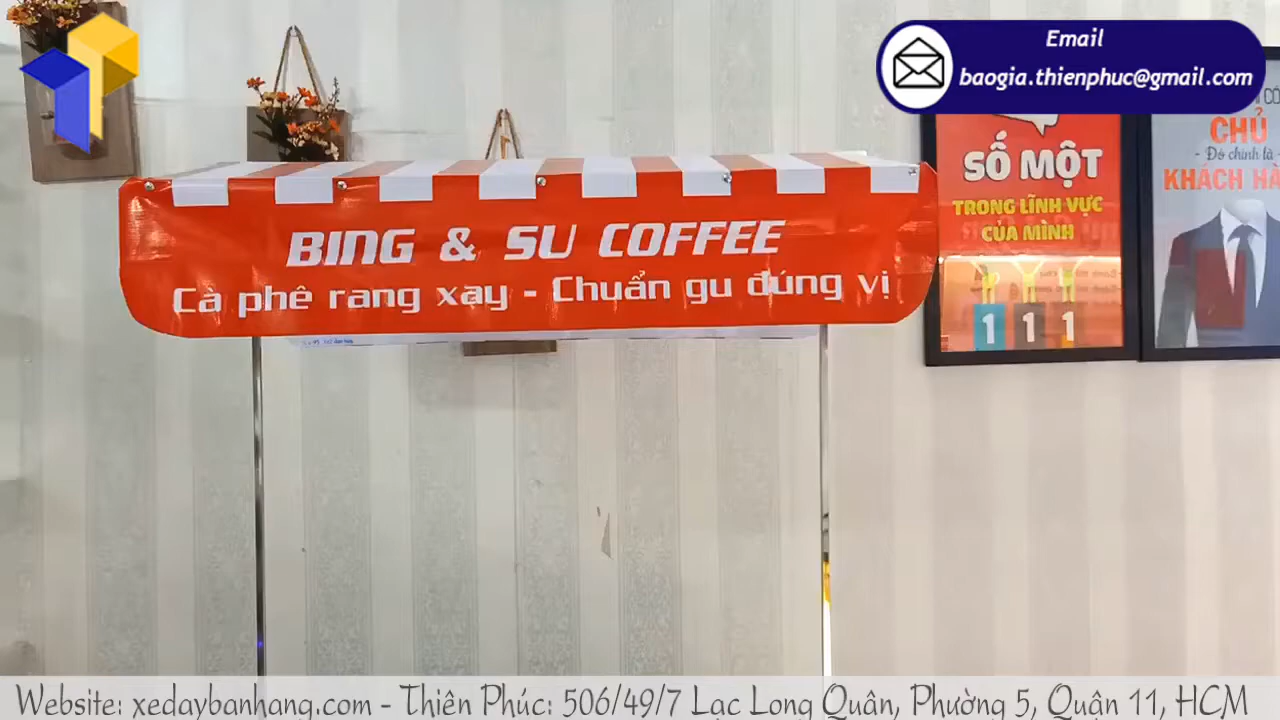 Email
baogia.thienphuc@gmail.com
BING & SU COFFEE
Cà phê rang xay - Chuẩn gu đúng vị
SỐ MỘT
TRONG LĨNH VỰC
CỦA MÌNH
1 1 1
CHỦ
- Đó chính là -
KHÁCH HÀ
Website: xedaybanhang.com - Thiên Phúc: 506/49/7 Lạc Long Quân, Phường 5, Quận 11, HCM